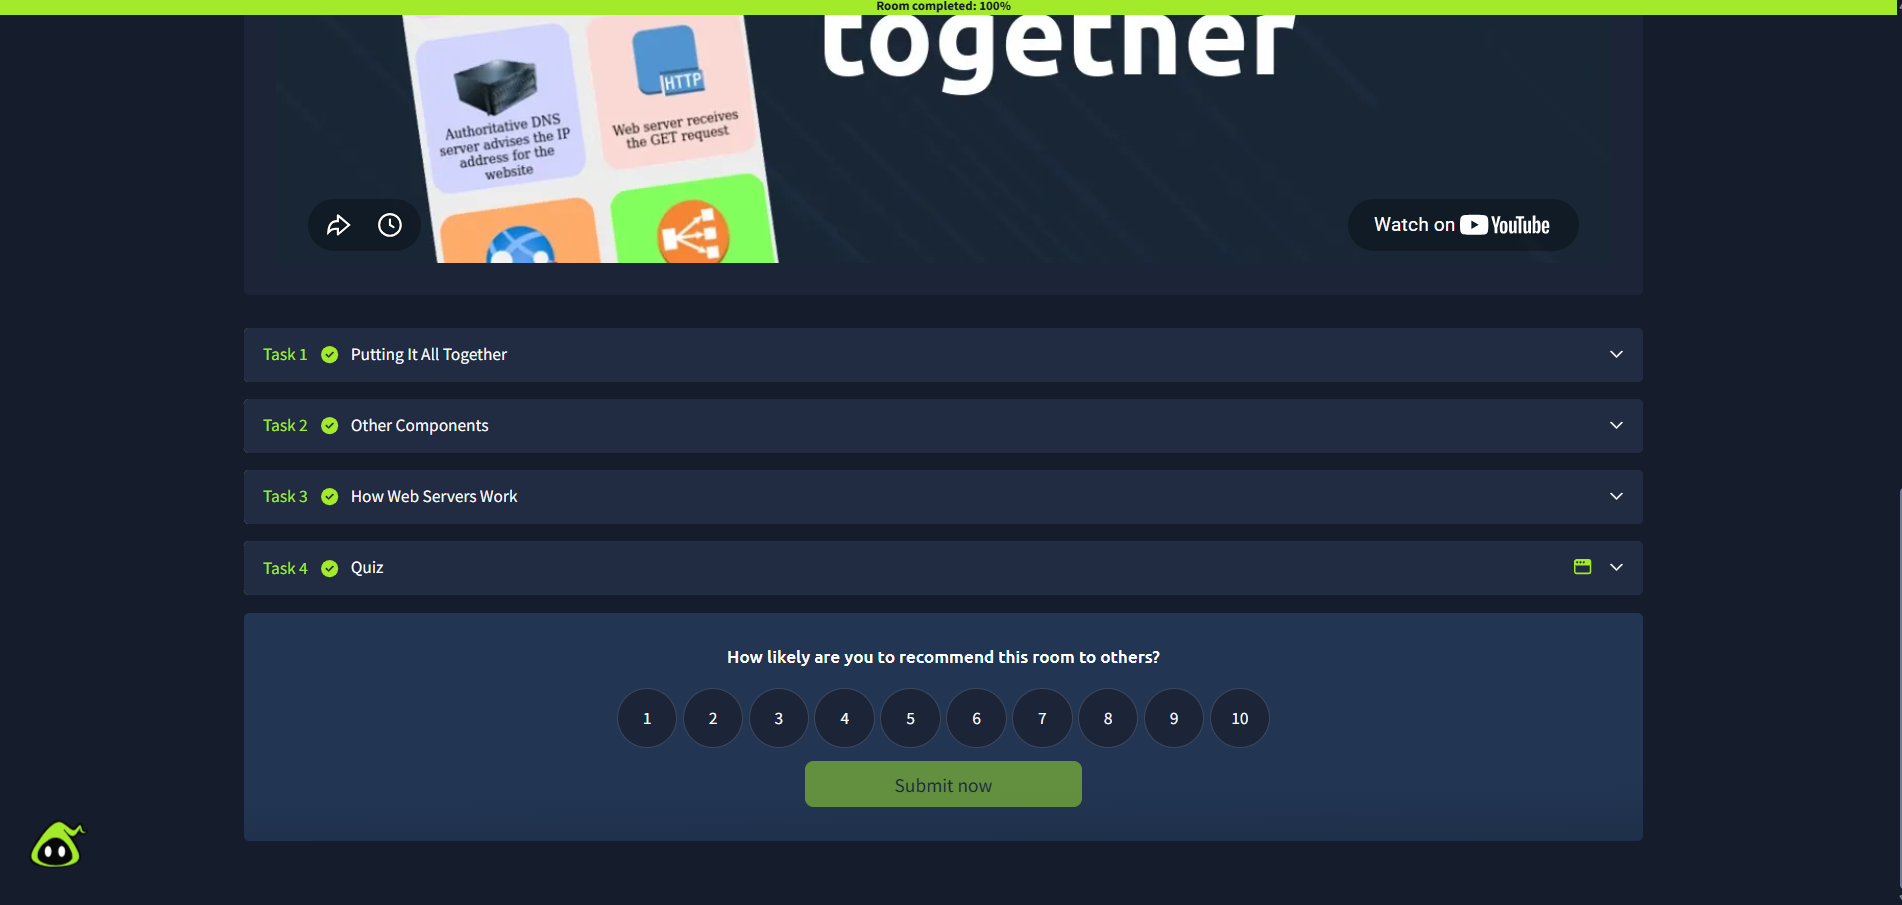 Room completed: 100%
together
Authoritative DNS
server advises the IP
address for the
website
HTTP
Web server receives
the GET request
Watch on YouTube
Task 1 Putting It All Together
Task 2 Other Components
Task 3 How Web Servers Work
Task 4 Quiz
How likely are you to recommend this room to others?
1 2 3 4 5 6 7 8 9 10
Submit now